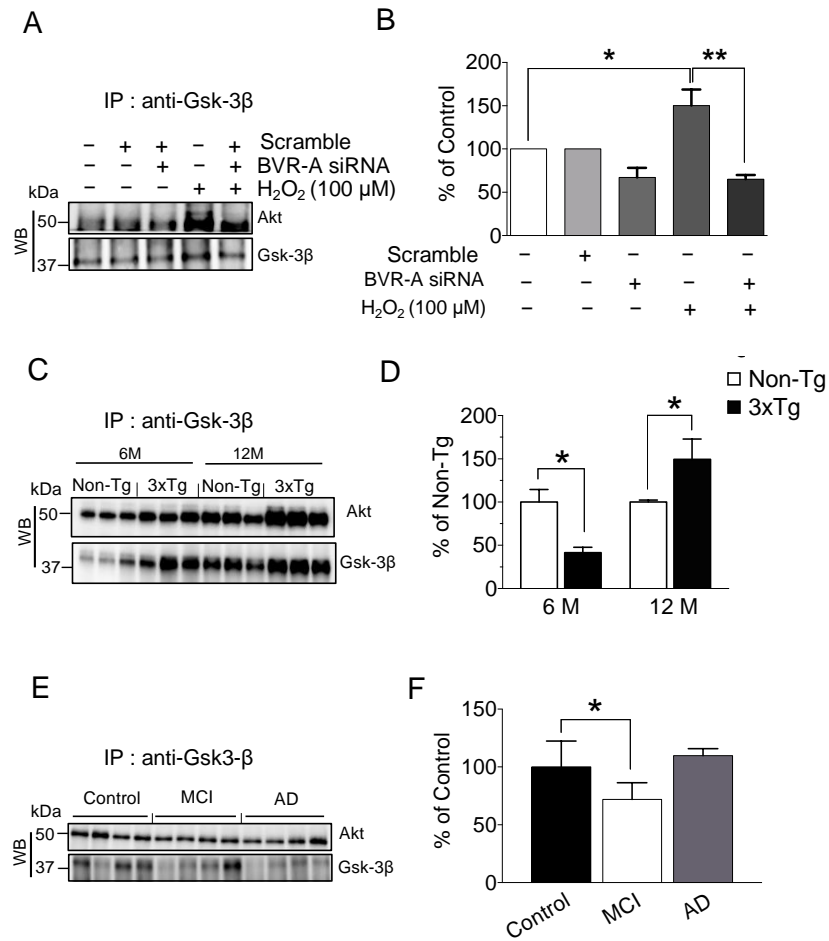 A
IP : anti-Gsk-3β
– + + – + Scramble
– – + – + BVR-A siRNA
– – – + + H₂O₂ (100 µM)
kDa
50 Akt
37 Gsk-3β
WB
B
% of Control
200
150
100
50
0
* **
Scramble – + – – –
BVR-A siRNA – – + – +
H₂O₂ (100 µM) – – – + +
C
IP : anti-Gsk-3β
6M 12M
kDa Non-Tg 3xTg Non-Tg 3xTg
50 Akt
37 Gsk-3β
WB
D
Non-Tg
3xTg
% of Non-Tg
200
150
100
50
0
* *
6 M 12 M
E
IP : anti-Gsk3-β
kDa Control MCI AD
50 Akt
37 Gsk-3β
WB
F
% of Control
150
100
50
0
*
Control MCI AD